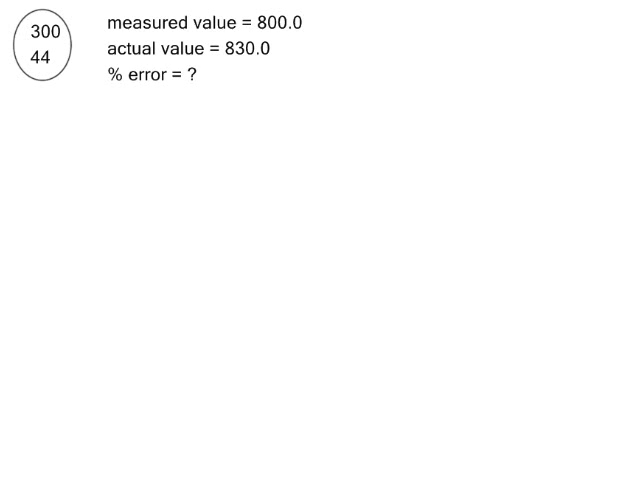 300
44
measured value = 800.0
actual value = 830.0
% error = ?